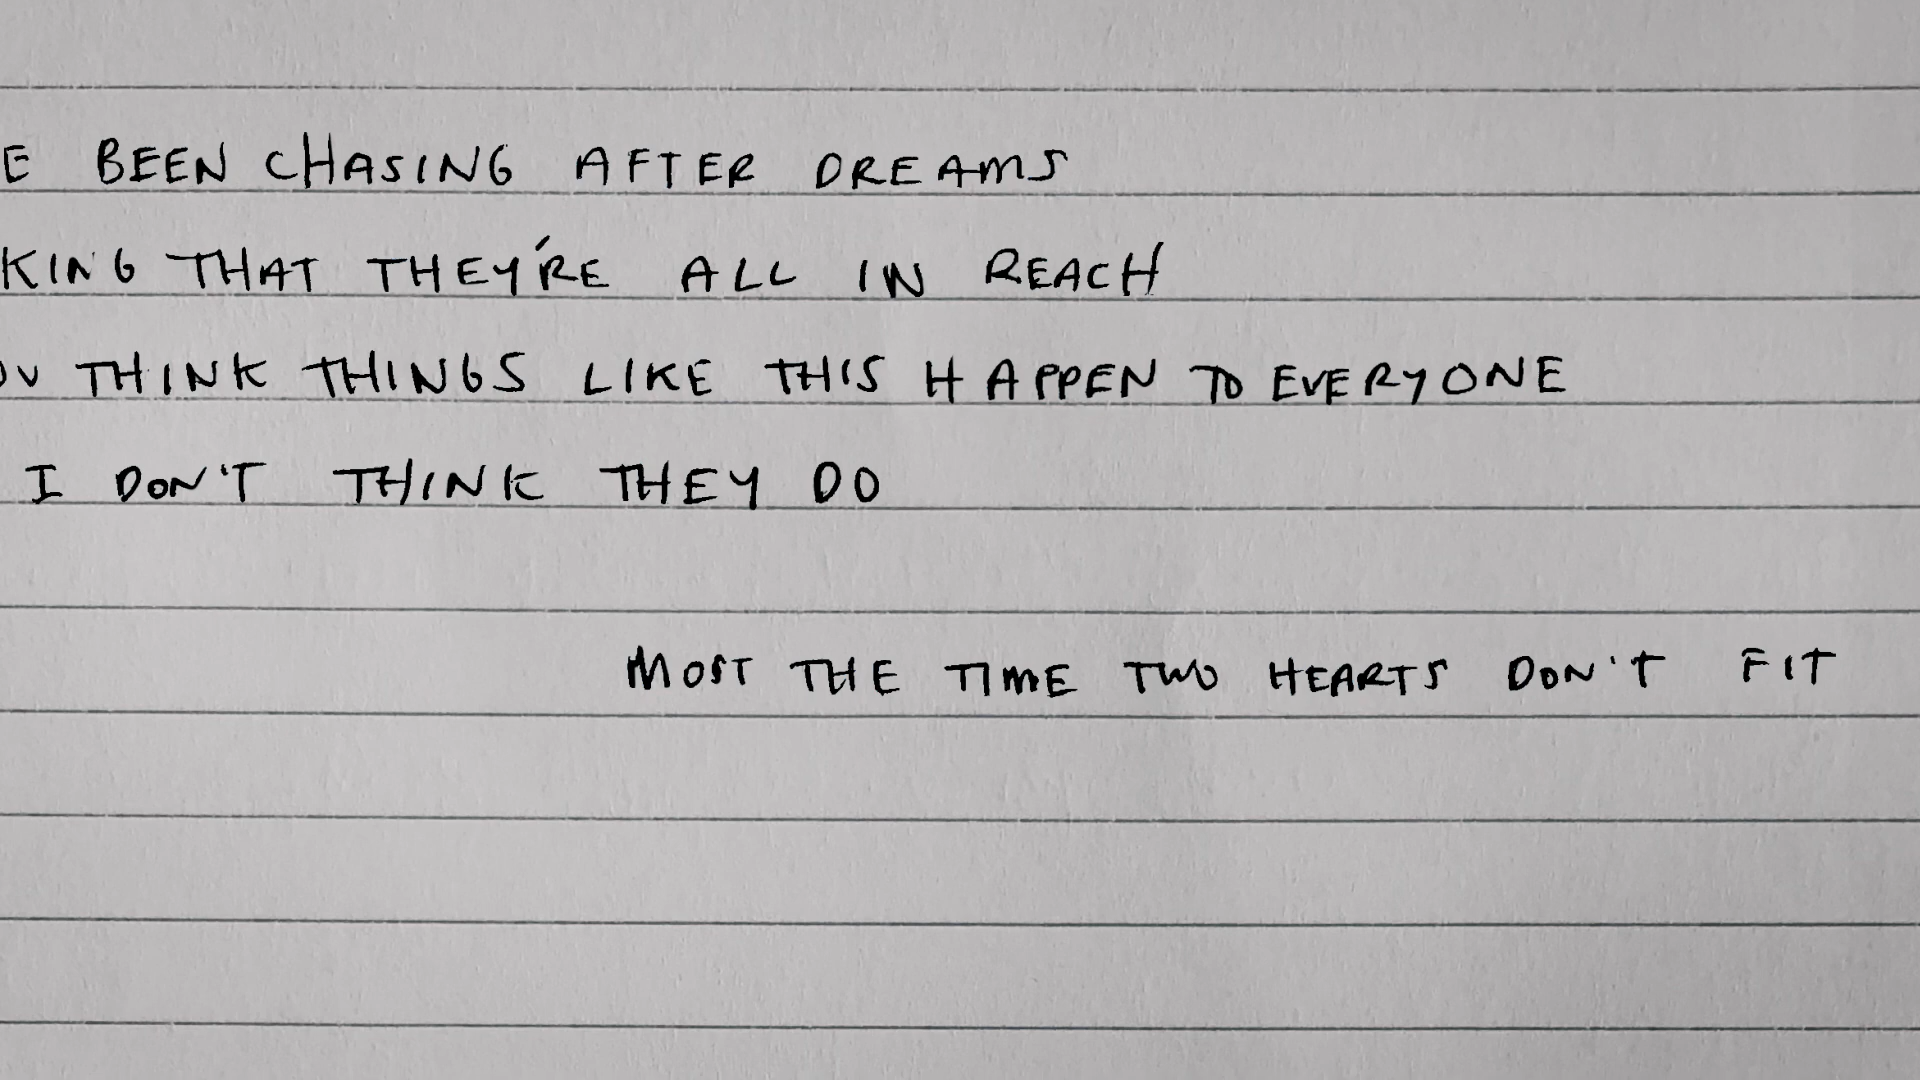 E BEEN CHASING AFTER DREAMS
KING THAT THEY'RE ALL IN REACH
OU THINK THINGS LIKE THIS HAPPEN TO EVERYONE
I DON'T THINK THEY DO
MOST THE TIME TWO HEARTS DON'T FIT